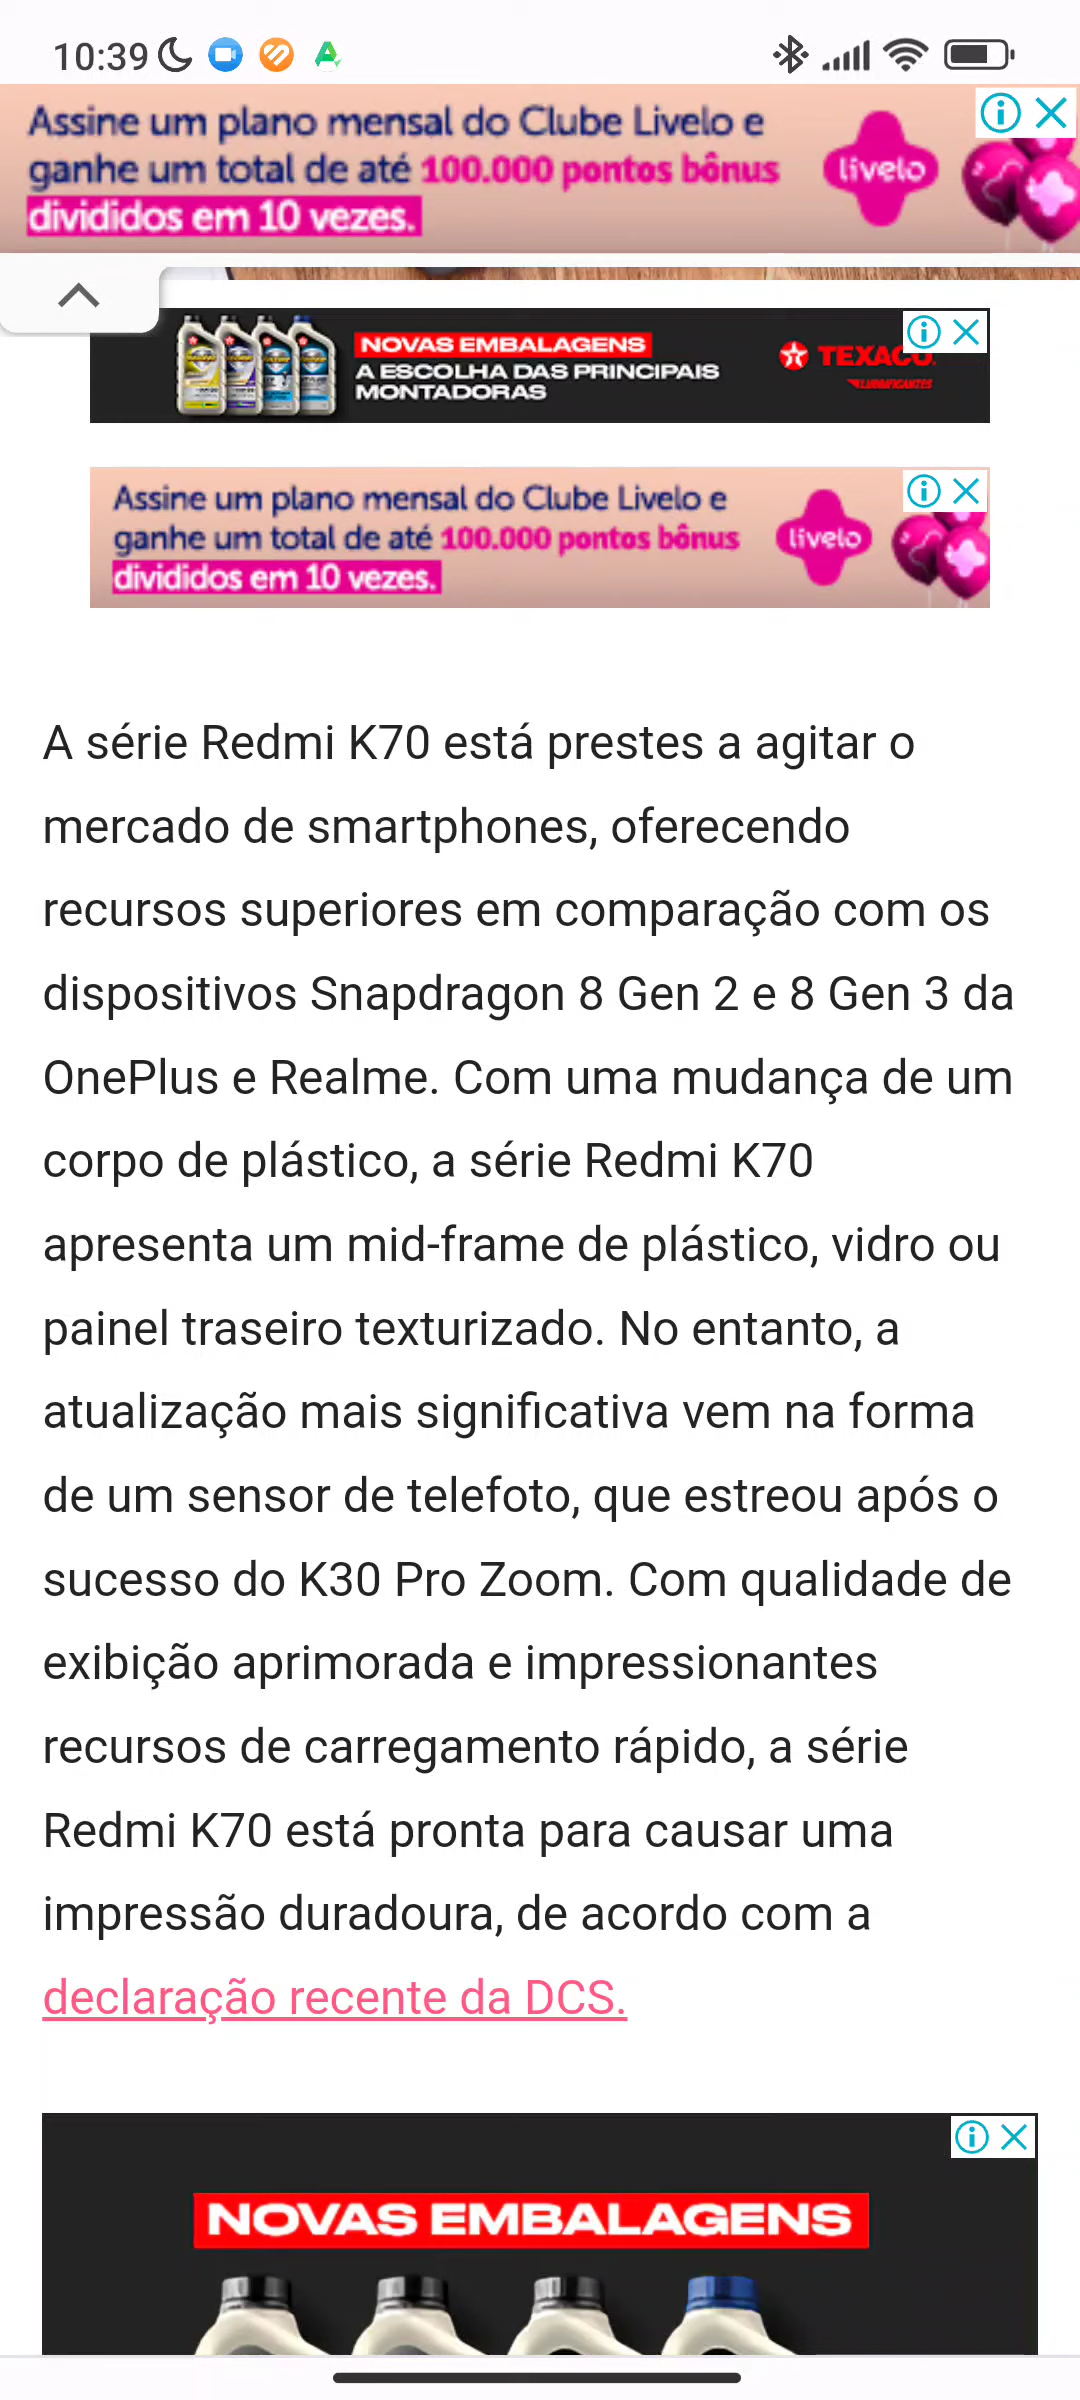 10:39
Assine um plano mensal do Clube Livelo e
ganhe um total de até 100.000 pontos bônus
divididos em 10 vezes.
livelo
NOVAS EMBALAGENS
A ESCOLHA DAS PRINCIPAIS
MONTADORAS
TEXACO.
LUBRIFICANTES
Assine um plano mensal do Clube Livelo e
ganhe um total de até 100.000 pontos bônus
divididos em 10 vezes.
livelo
A série Redmi K70 está prestes a agitar o
mercado de smartphones, oferecendo
recursos superiores em comparação com os
dispositivos Snapdragon 8 Gen 2 e 8 Gen 3 da
OnePlus e Realme. Com uma mudança de um
corpo de plástico, a série Redmi K70
apresenta um mid-frame de plástico, vidro ou
painel traseiro texturizado. No entanto, a
atualização mais significativa vem na forma
de um sensor de telefoto, que estreou após o
sucesso do K30 Pro Zoom. Com qualidade de
exibição aprimorada e impressionantes
recursos de carregamento rápido, a série
Redmi K70 está pronta para causar uma
impressão duradoura, de acordo com a
declaração recente da DCS.
NOVAS EMBALAGENS